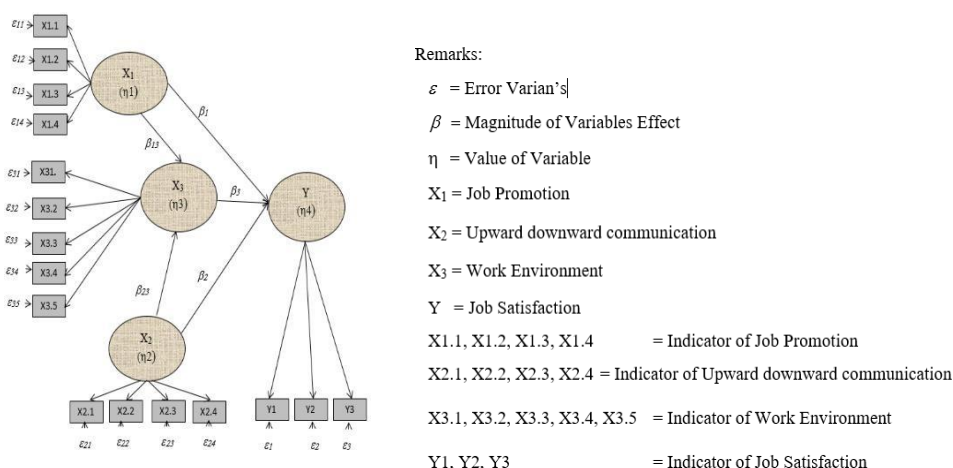 ε11 X1.1
ε12 X1.2
ε13 X1.3
ε14 X1.4
X1
(η1)
β1
β13
ε31 X31.
ε32 X3.2
ε33 X3.3
ε34 X3.4
ε35 X3.5
X3
(η3)
β3
Y
(η4)
β23
β2
X2
(η2)
X2.1 X2.2 X2.3 X2.4
ε21 ε22 ε23 ε24
Y1 Y2 Y3
ε1 ε2 ε3
Remarks:
ε = Error Varian's
β = Magnitude of Variables Effect
η = Value of Variable
X1 = Job Promotion
X2 = Upward downward communication
X3 = Work Environment
Y = Job Satisfaction
X1.1, X1.2, X1.3, X1.4 = Indicator of Job Promotion
X2.1, X2.2, X2.3, X2.4 = Indicator of Upward downward communication
X3.1, X3.2, X3.3, X3.4, X3.5 = Indicator of Work Environment
Y1, Y2, Y3 = Indicator of Job Satisfaction